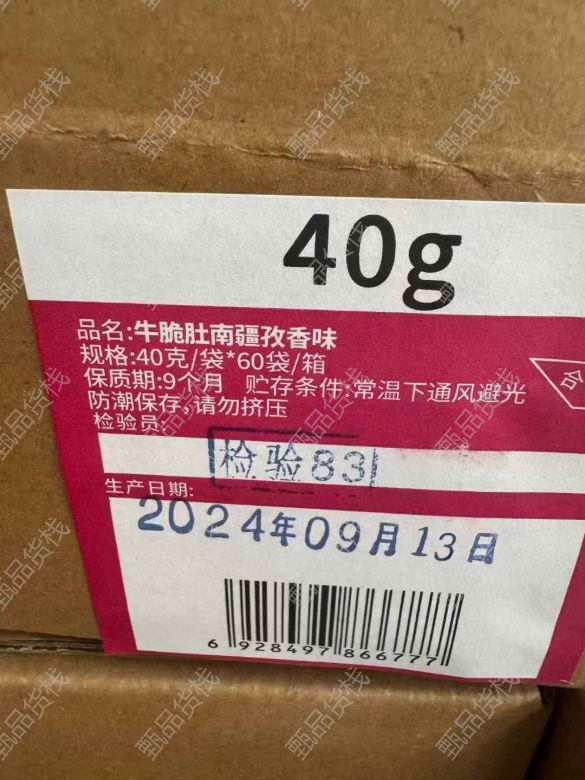 40g
品名:牛脆肚南疆孜香味
规格:40克/袋*60袋/箱
保质期:9个月 贮存条件:常温下通风避光
防潮保存,请勿挤压
合
检验员
检验83
生产日期:
2024年09月13日
6 928497 866777
甄品货栈